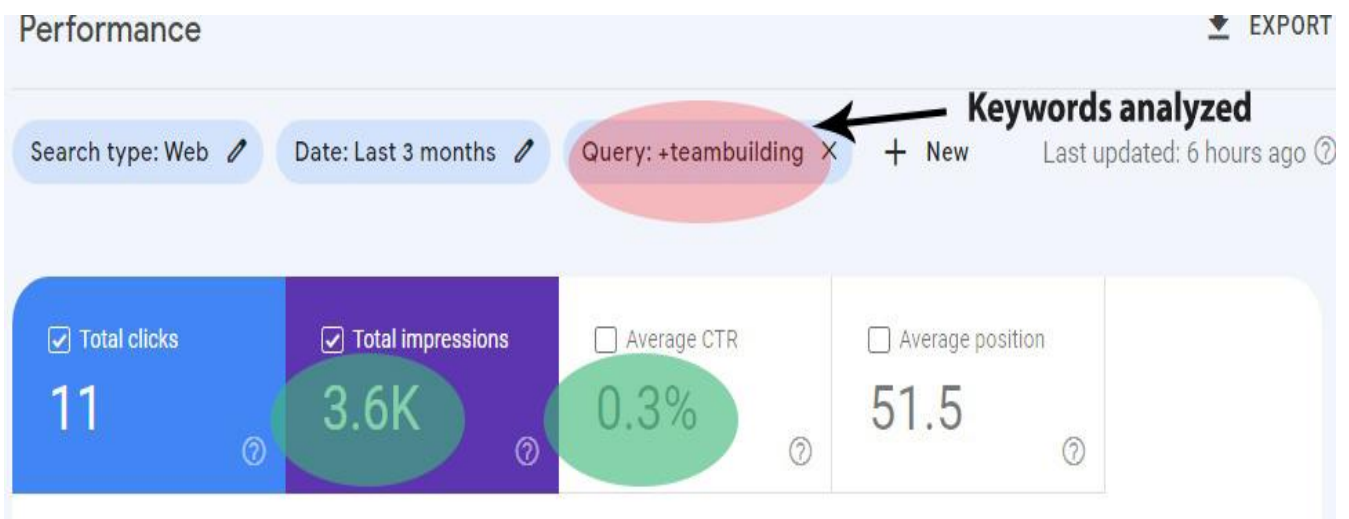 Performance
EXPORT
Keywords analyzed
Search type: Web
Date: Last 3 months
Query: +teambuilding ×
+ New
Last updated: 6 hours ago ?
Total clicks
Total impressions
Average CTR
Average position
11
3.6K
0.3%
51.5
?
?
?
?